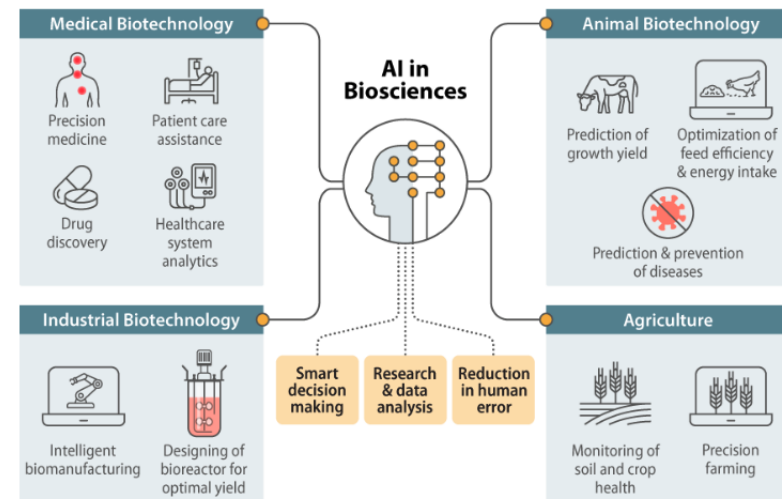 Medical Biotechnology
Precision
medicine
Patient care
assistance
Drug
discovery
Healthcare
system
analytics
AI in
Biosciences
Animal Biotechnology
Prediction of
growth yield
Optimization of
feed efficiency
& energy intake
Prediction & prevention
of diseases
Industrial Biotechnology
Intelligent
biomanufacturing
Designing of
bioreactor for
optimal yield
Smart
decision
making
Research
& data
analysis
Reduction
in human
error
Agriculture
Monitoring of
soil and crop
health
Precision
farming